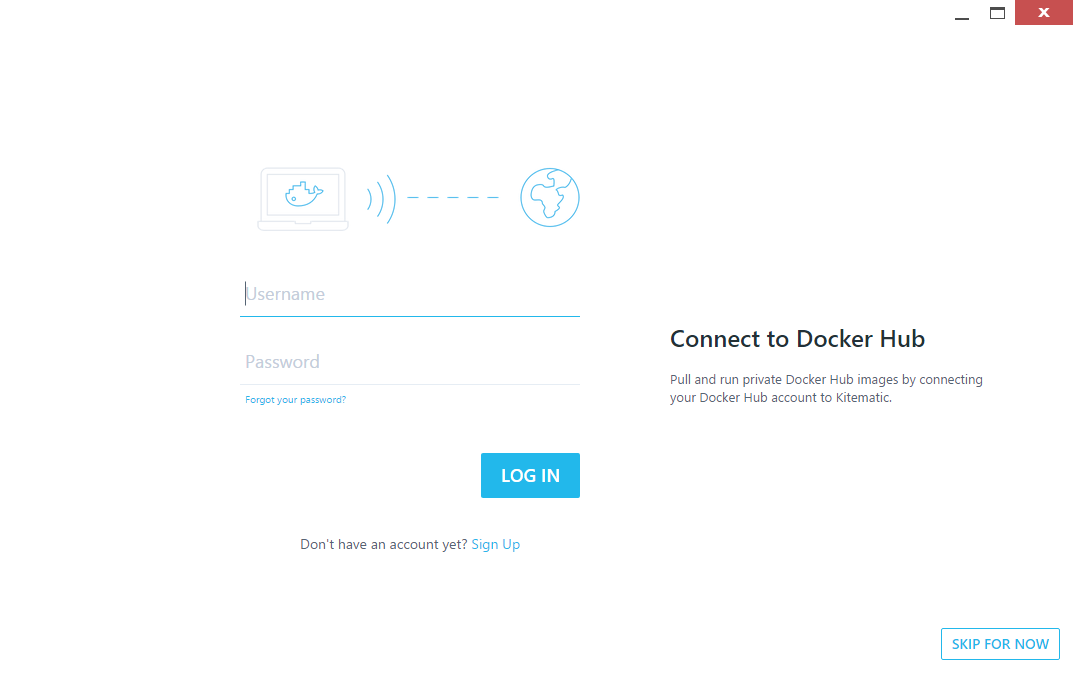 Username
Password
Forgot your password?
LOG IN
Don't have an account yet? Sign Up
Connect to Docker Hub
Pull and run private Docker Hub images by connecting
your Docker Hub account to Kitematic.
SKIP FOR NOW